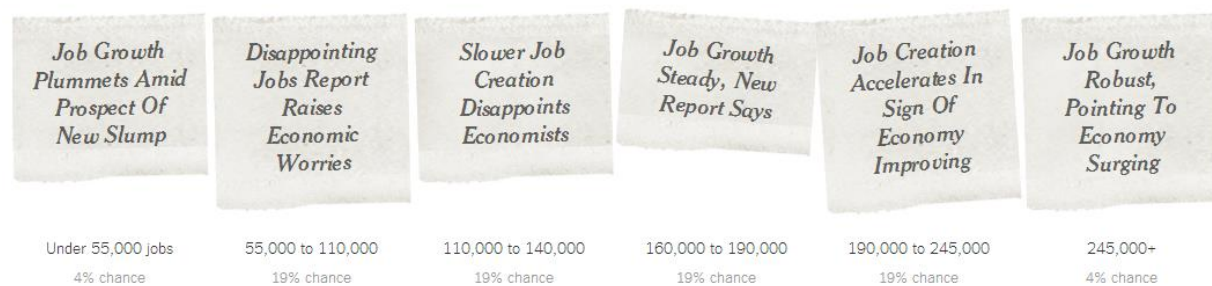 Job Growth
Plummets Amid
Prospect Of
New Slump
Disappointing
Jobs Report
Raises
Economic
Worries
Slower Job
Creation
Disappoints
Economists
Job Growth
Steady, New
Report Says
Job Creation
Accelerates In
Sign Of
Economy
Improving
Job Growth
Robust,
Pointing To
Economy
Surging
Under 55,000 jobs
4% chance
55,000 to 110,000
19% chance
110,000 to 140,000
19% chance
160,000 to 190,000
19% chance
190,000 to 245,000
19% chance
245,000+
4% chance